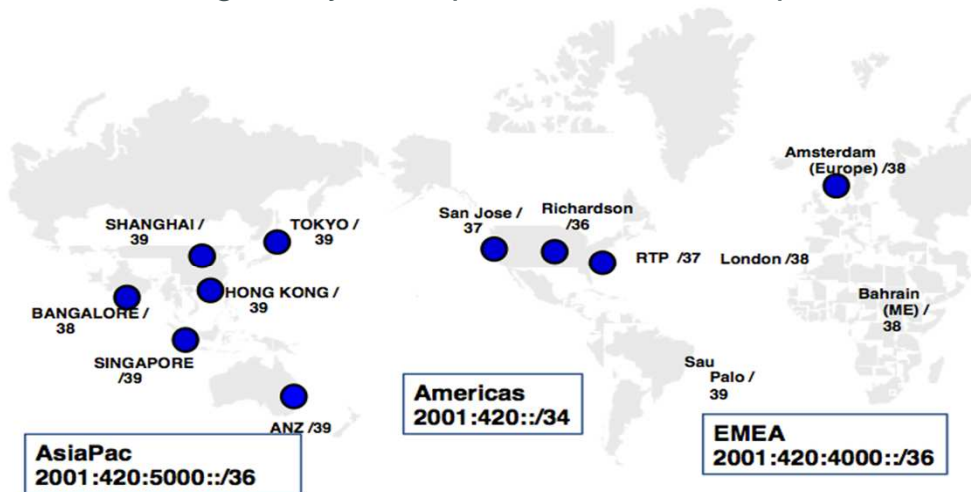 SHANGHAI /
39
TOKYO /
39
BANGALORE /
38
HONG KONG /
39
SINGAPORE
/39
ANZ /39
AsiaPac
2001:420:5000::/36
San Jose /
37
Richardson
/36
RTP /37
Sau
Palo /
39
Americas
2001:420::/34
Amsterdam
(Europe) /38
London /38
Bahrain
(ME) /
38
EMEA
2001:420:4000::/36